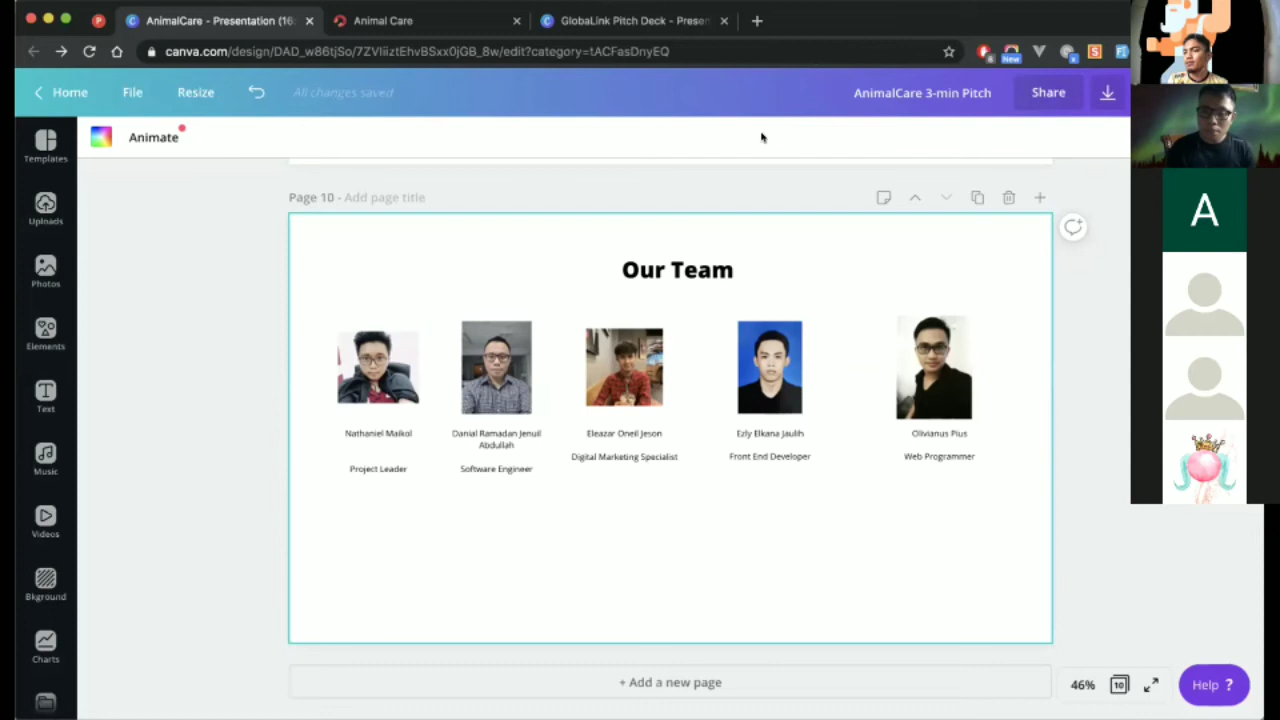 AnimalCare - Presentation (16:
Animal Care
GlobaLink Pitch Deck - Presen
canva.com/design/DAD_w86tjSo/7ZVIiiztEhvBSxx0jGB_8w/edit?category=tACFasDnyEQ
New
Home
File
Resize
All changes saved
AnimalCare 3-min Pitch
Share
Templates
Uploads
Photos
Elements
Text
Music
Videos
Bkground
Charts
Animate
Page 10 - Add page title
Our Team
Nathaniel Maikol
Project Leader
Danial Ramadan Jenuil
Abdullah
Software Engineer
Eleazar Oneil Jeson
Digital Marketing Specialist
Ezly Elkana Jaulih
Front End Developer
Olivianus Pius
Web Programmer
+ Add a new page
46%
10
Help ?
A